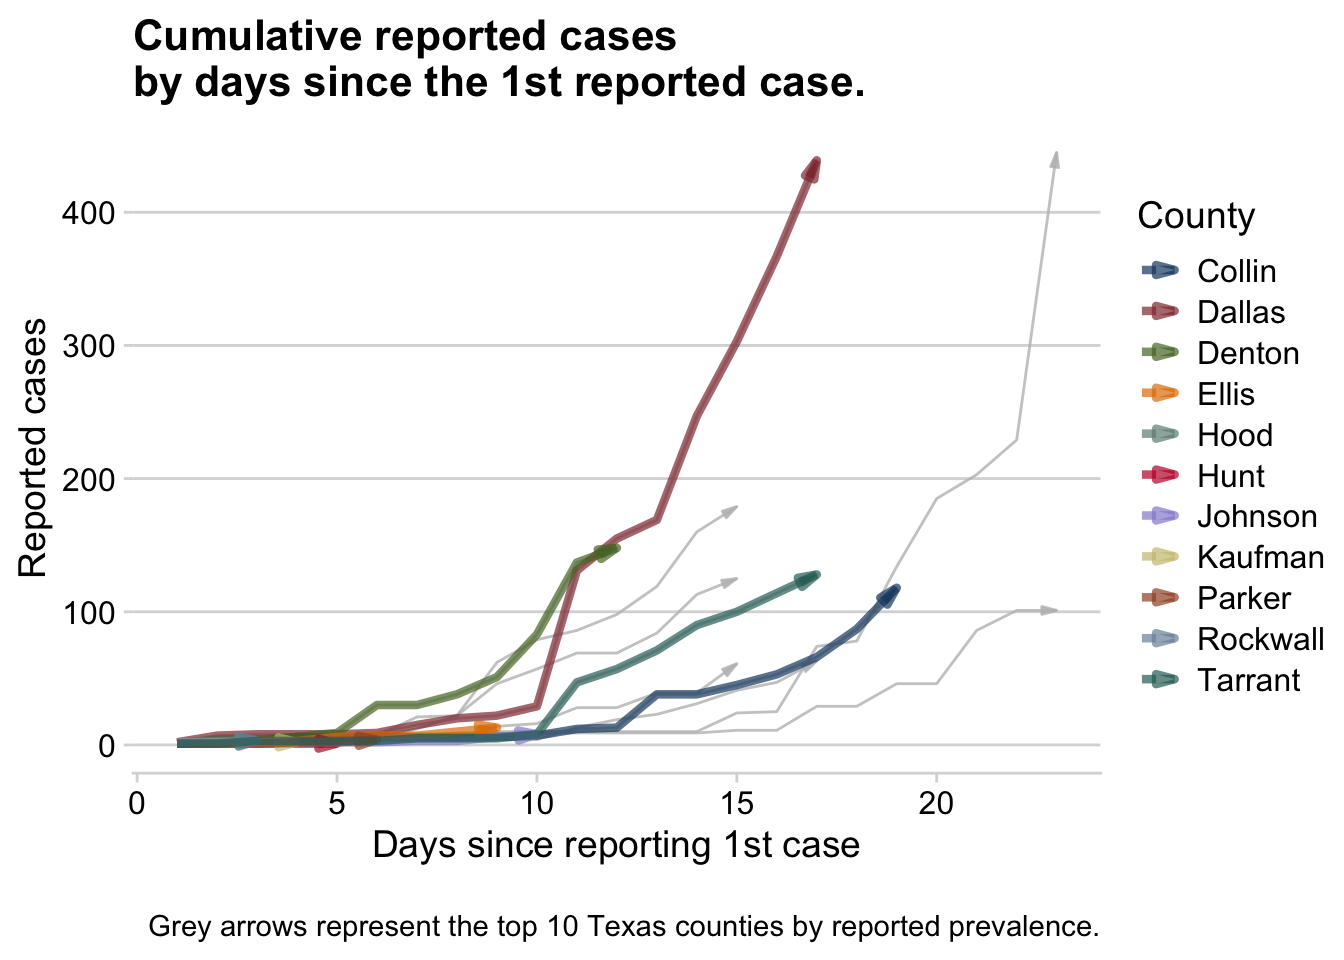 Cumulative reported cases
by days since the 1st reported case.
400
300
200
100
0
Reported cases
0 5 10 15 20
Days since reporting 1st case
County
Collin
Dallas
Denton
Ellis
Hood
Hunt
Johnson
Kaufman
Parker
Rockwall
Tarrant
Grey arrows represent the top 10 Texas counties by reported prevalence.